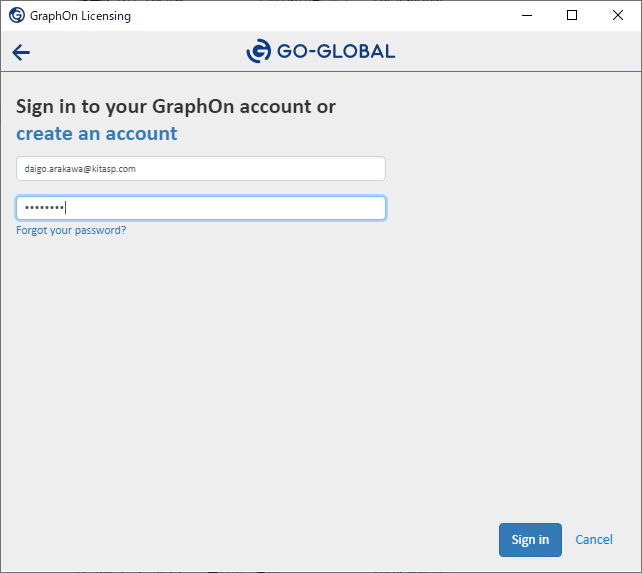 GraphOn Licensing
GO-GLOBAL
Sign in to your GraphOn account or
create an account
daigo.arakawa@kitasp.com
••••••••
Forgot your password?
Sign in Cancel